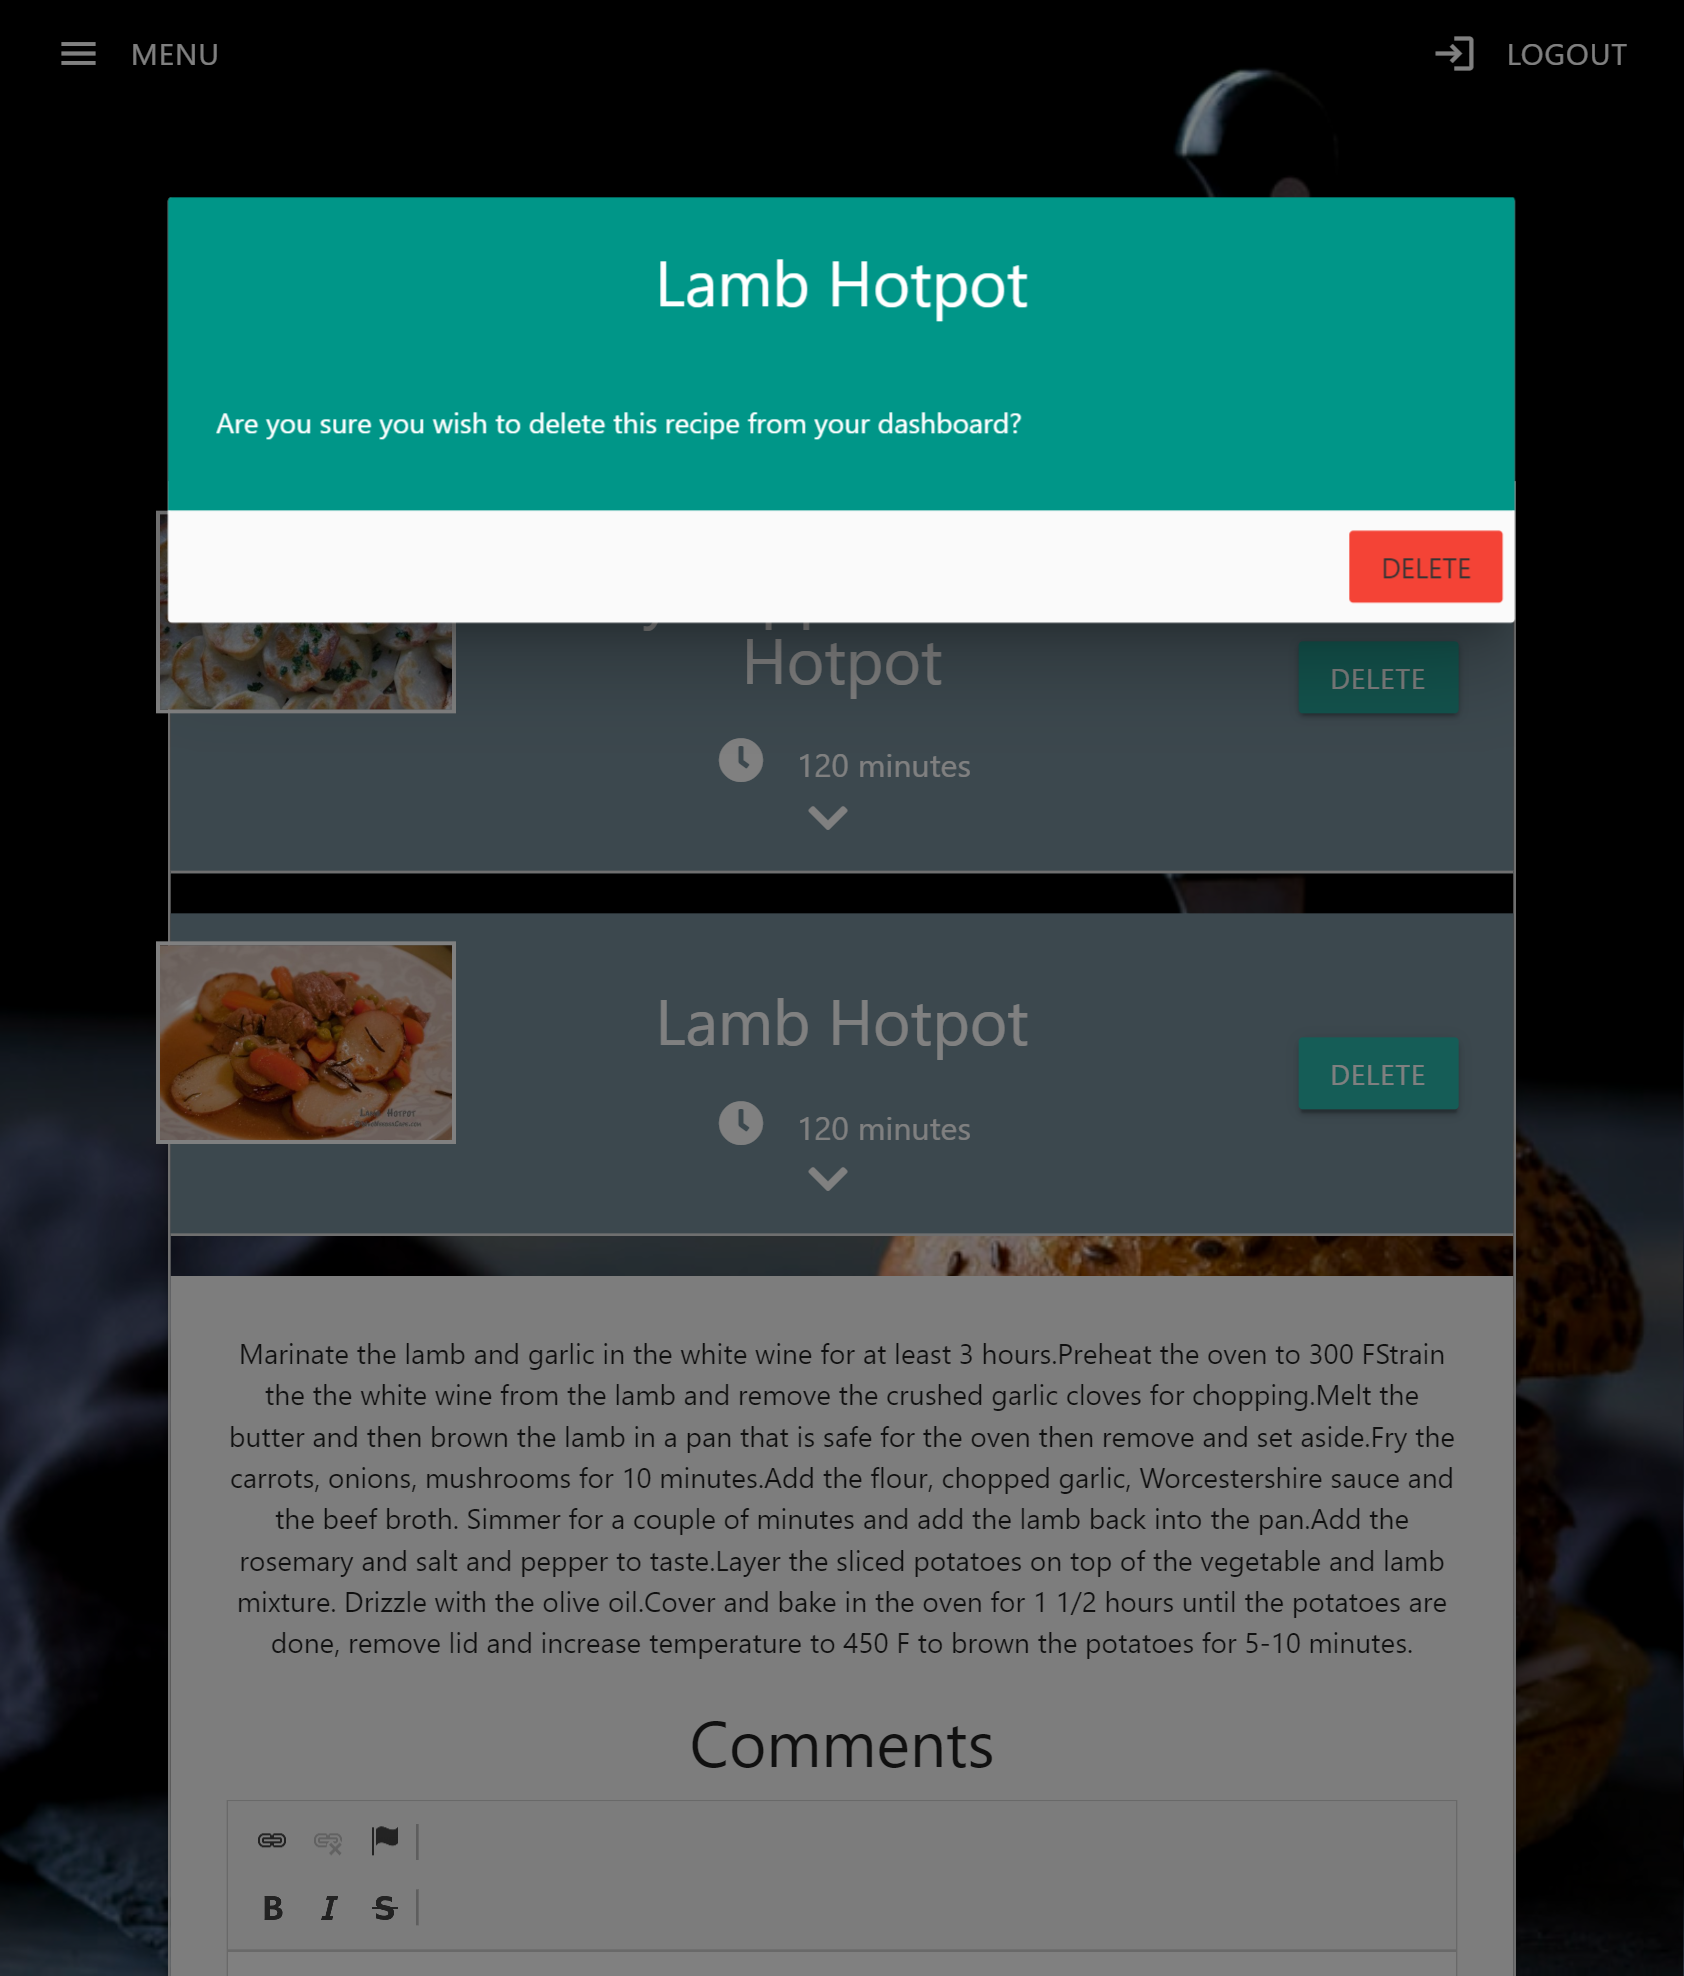 MENU
LOGOUT
Lamb Hotpot
Are you sure you wish to delete this recipe from your dashboard?
DELETE
Hotpot
DELETE
120 minutes
Lamb Hotpot
DELETE
Lamb Hotpot
120 minutes
Marinate the lamb and garlic in the white wine for at least 3 hours.Preheat the oven to 300 FStrain
the the white wine from the lamb and remove the crushed garlic cloves for chopping.Melt the
butter and then brown the lamb in a pan that is safe for the oven then remove and set aside.Fry the
carrots, onions, mushrooms for 10 minutes.Add the flour, chopped garlic, Worcestershire sauce and
the beef broth. Simmer for a couple of minutes and add the lamb back into the pan.Add the
rosemary and salt and pepper to taste.Layer the sliced potatoes on top of the vegetable and lamb
mixture. Drizzle with the olive oil.Cover and bake in the oven for 1 1/2 hours until the potatoes are
done, remove lid and increase temperature to 450 F to brown the potatoes for 5-10 minutes.
Comments
B I S